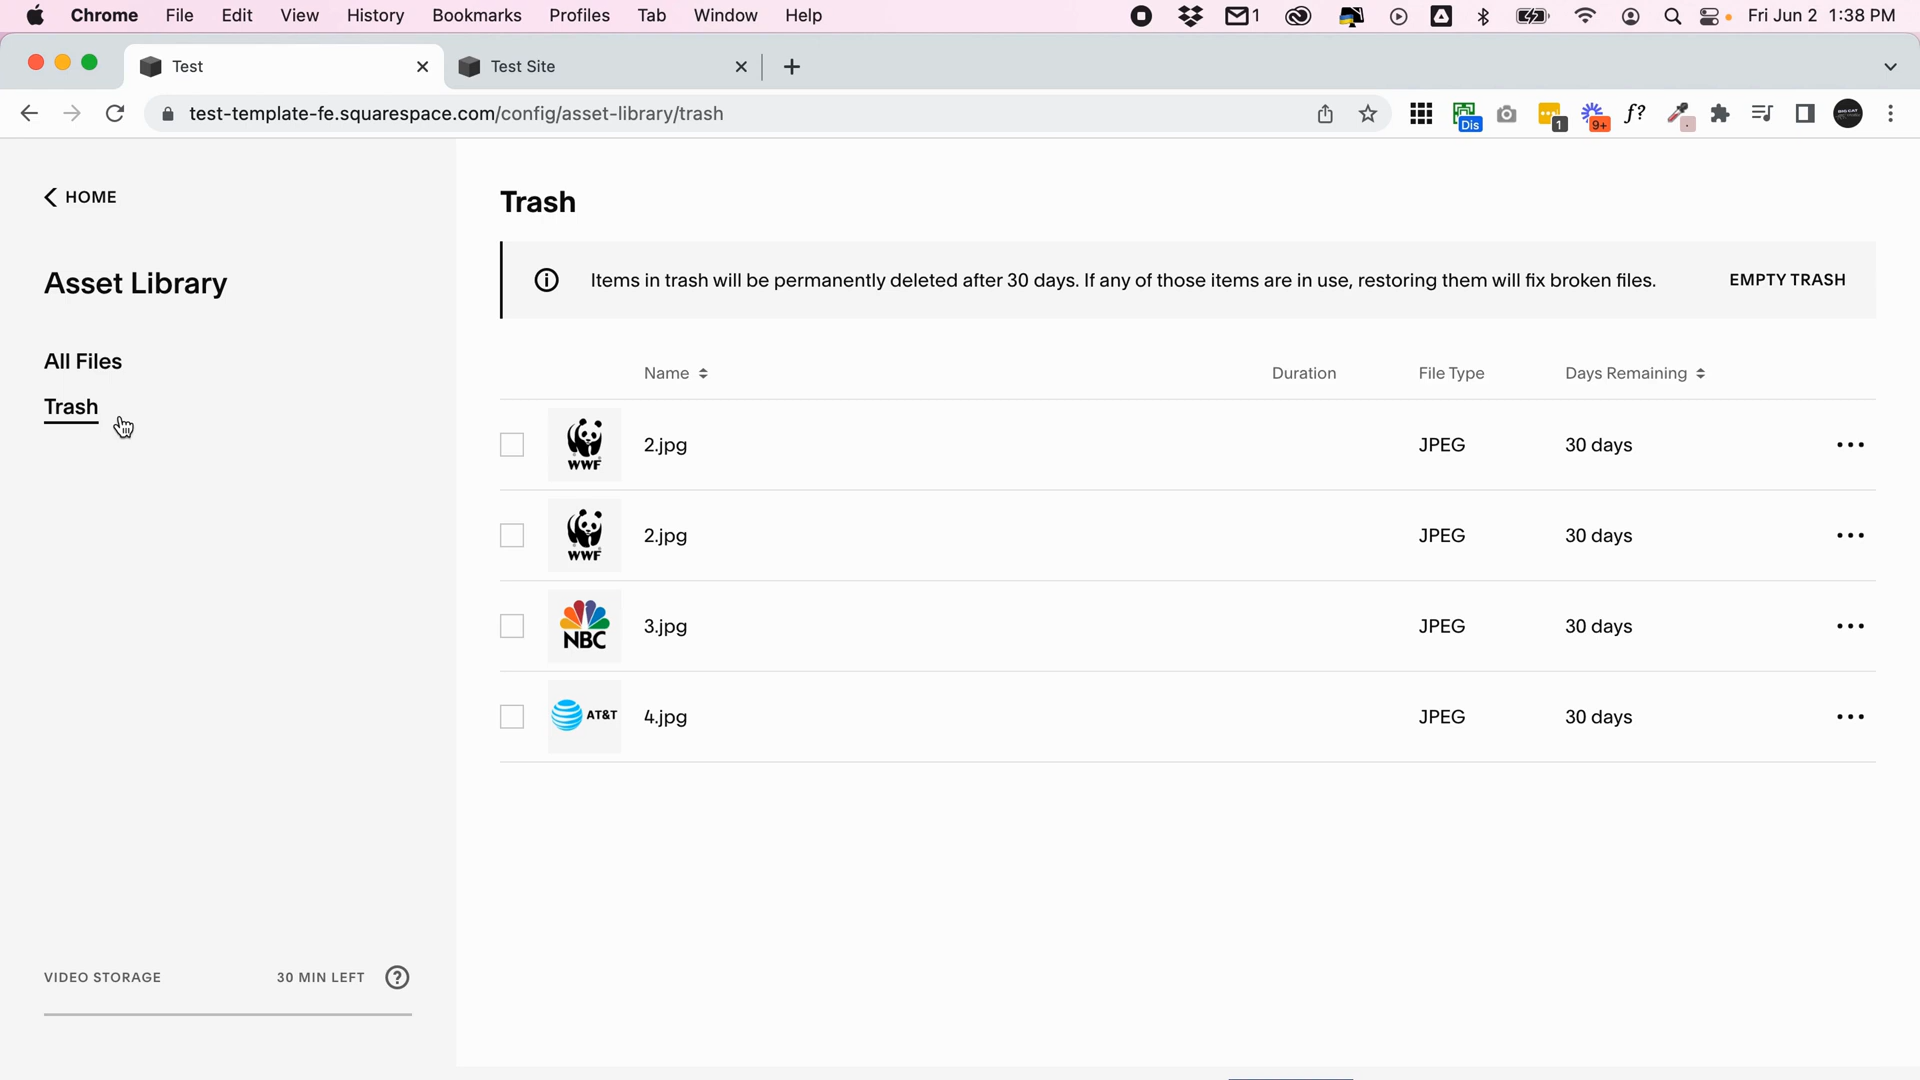 Chrome File Edit View History Bookmarks Profiles Tab Window Help 1 Fri Jun 2 1:38 PM
Test Test Site
test-template-fe.squarespace.com/config/asset-library/trash Dis 1 9+ f?
HOME
Asset Library
All Files
Trash
VIDEO STORAGE 30 MIN LEFT ?
Trash
Items in trash will be permanently deleted after 30 days. If any of those items are in use, restoring them will fix broken files. EMPTY TRASH
Name Duration File Type Days Remaining
WWF 2.jpg JPEG 30 days
WWF 2.jpg JPEG 30 days
NBC 3.jpg JPEG 30 days
AT&T 4.jpg JPEG 30 days